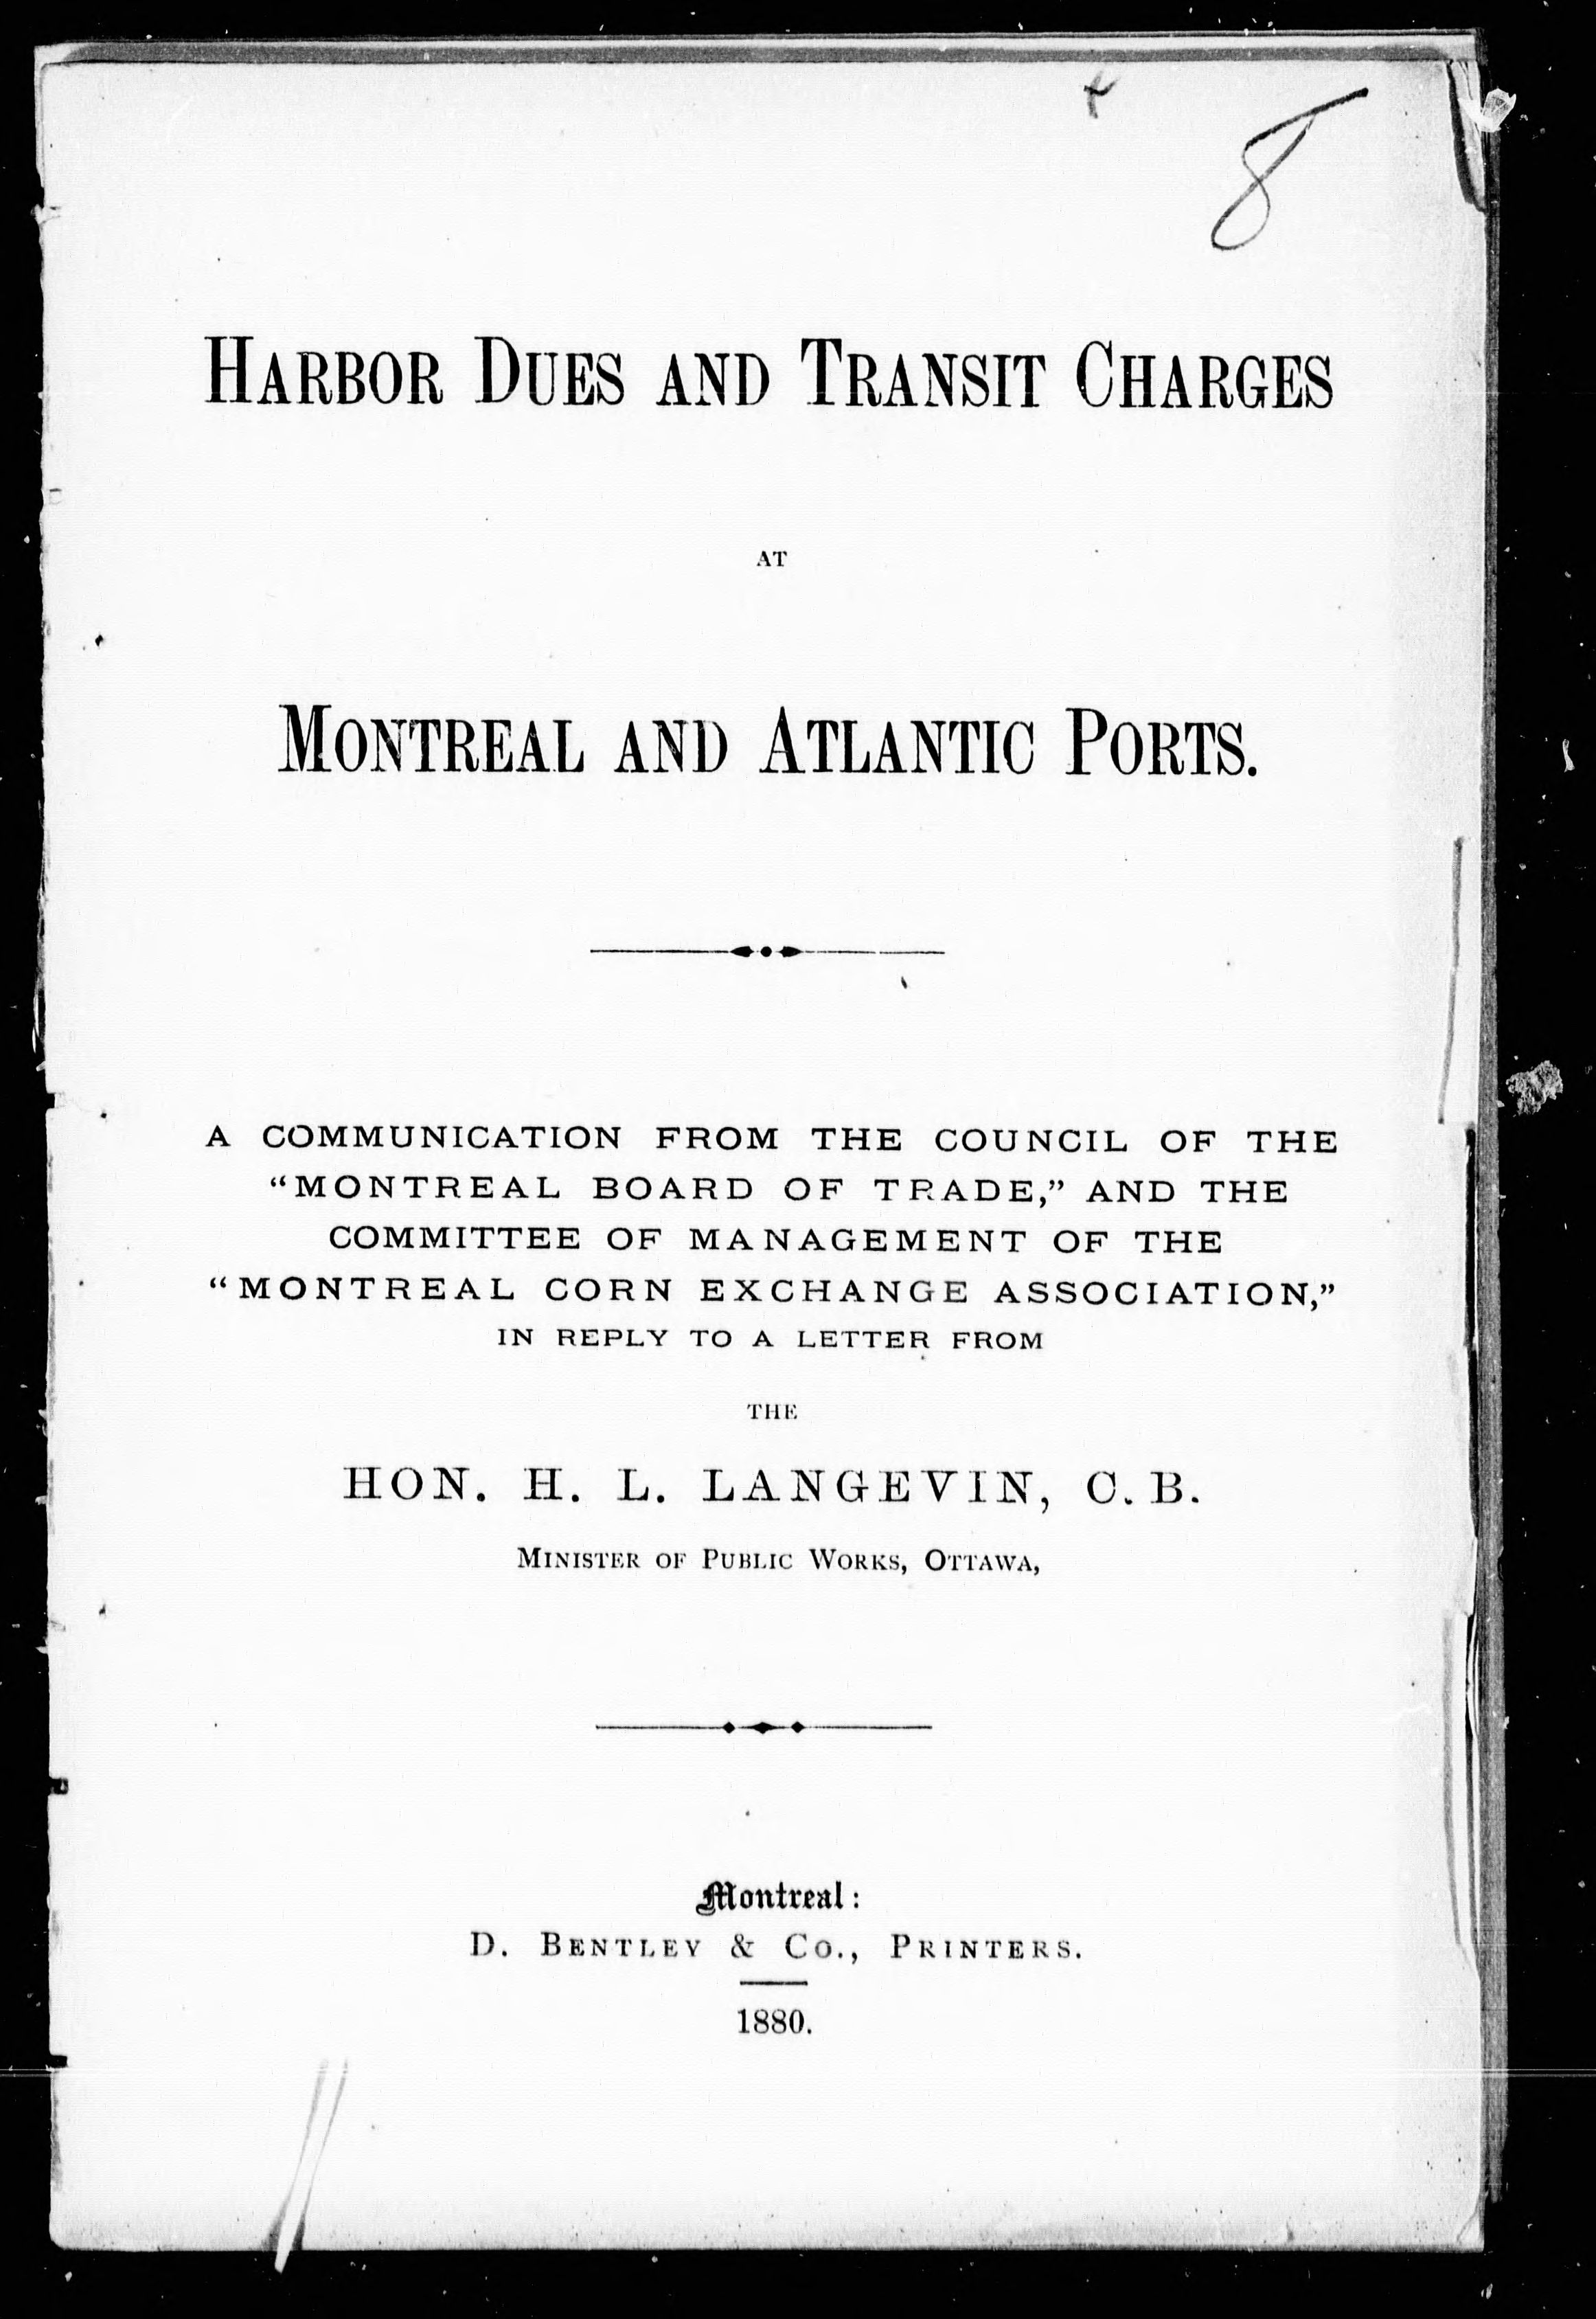 8
HARBOR DUES AND TRANSIT CHARGES
AT
MONTREAL AND ATLANTIC PORTS.
A COMMUNICATION FROM THE COUNCIL OF THE
“MONTREAL BOARD OF TRADE,” AND THE
COMMITTEE OF MANAGEMENT OF THE
“MONTREAL CORN EXCHANGE ASSOCIATION,”
IN REPLY TO A LETTER FROM
THE
HON. H. L. LANGEVIN, C. B.
MINISTER OF PUBLIC WORKS, OTTAWA,
Montreal:
D. BENTLEY & CO., PRINTERS.
1880.